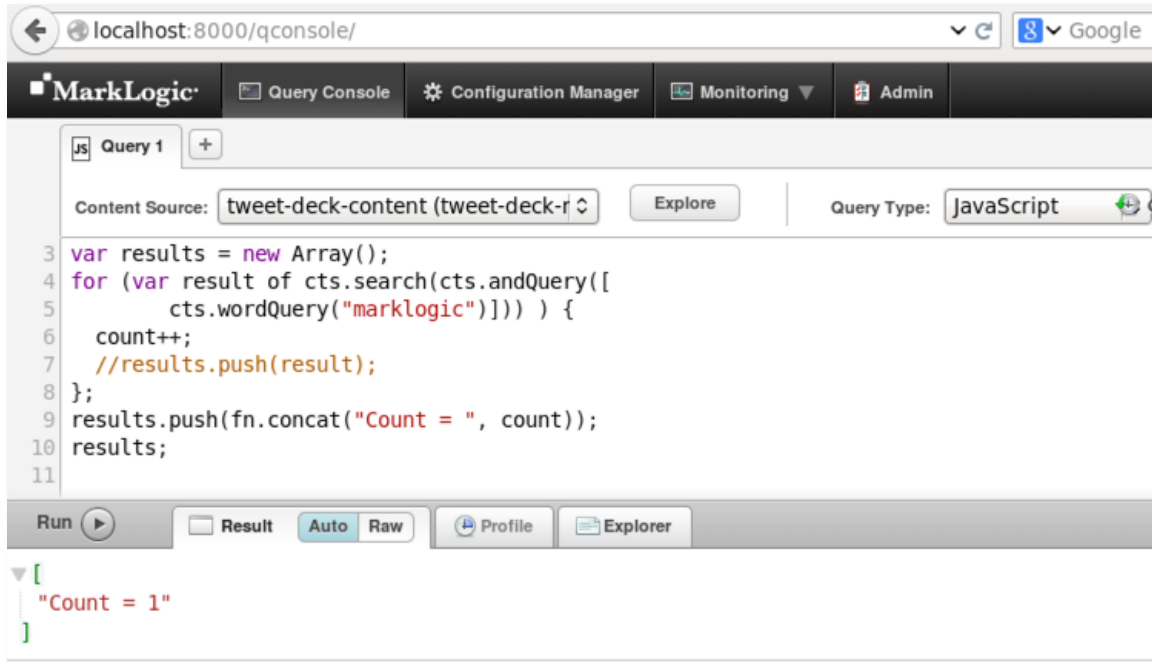 localhost:8000/qconsole/ 8 Google
MarkLogic Query Console Configuration Manager Monitoring Admin
JS Query 1 +
Content Source: tweet-deck-content (tweet-deck-r Explore Query Type: JavaScript
3 var results = new Array();
4 for (var result of cts.search(cts.andQuery([
5 cts.wordQuery("marklogic")])) ) {
6 count++;
7 //results.push(result);
8 };
9 results.push(fn.concat("Count = ", count));
10 results;
11
Run Result Auto Raw Profile Explorer
[
"Count = 1"
]